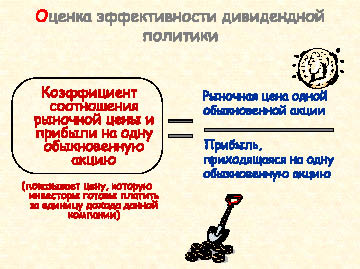 Оценка эффективности дивидендной
политики
Коэффициент
соотношения
рыночной цены и
прибыли на одну
обыкновенную
акцию
(показывает цену, которую
инвесторы готовы платить
за единицу дохода данной
компании)
Рыночная цена одной
обыкновенной акции
Прибыль,
приходящаяся на одну
обыкновенную акцию